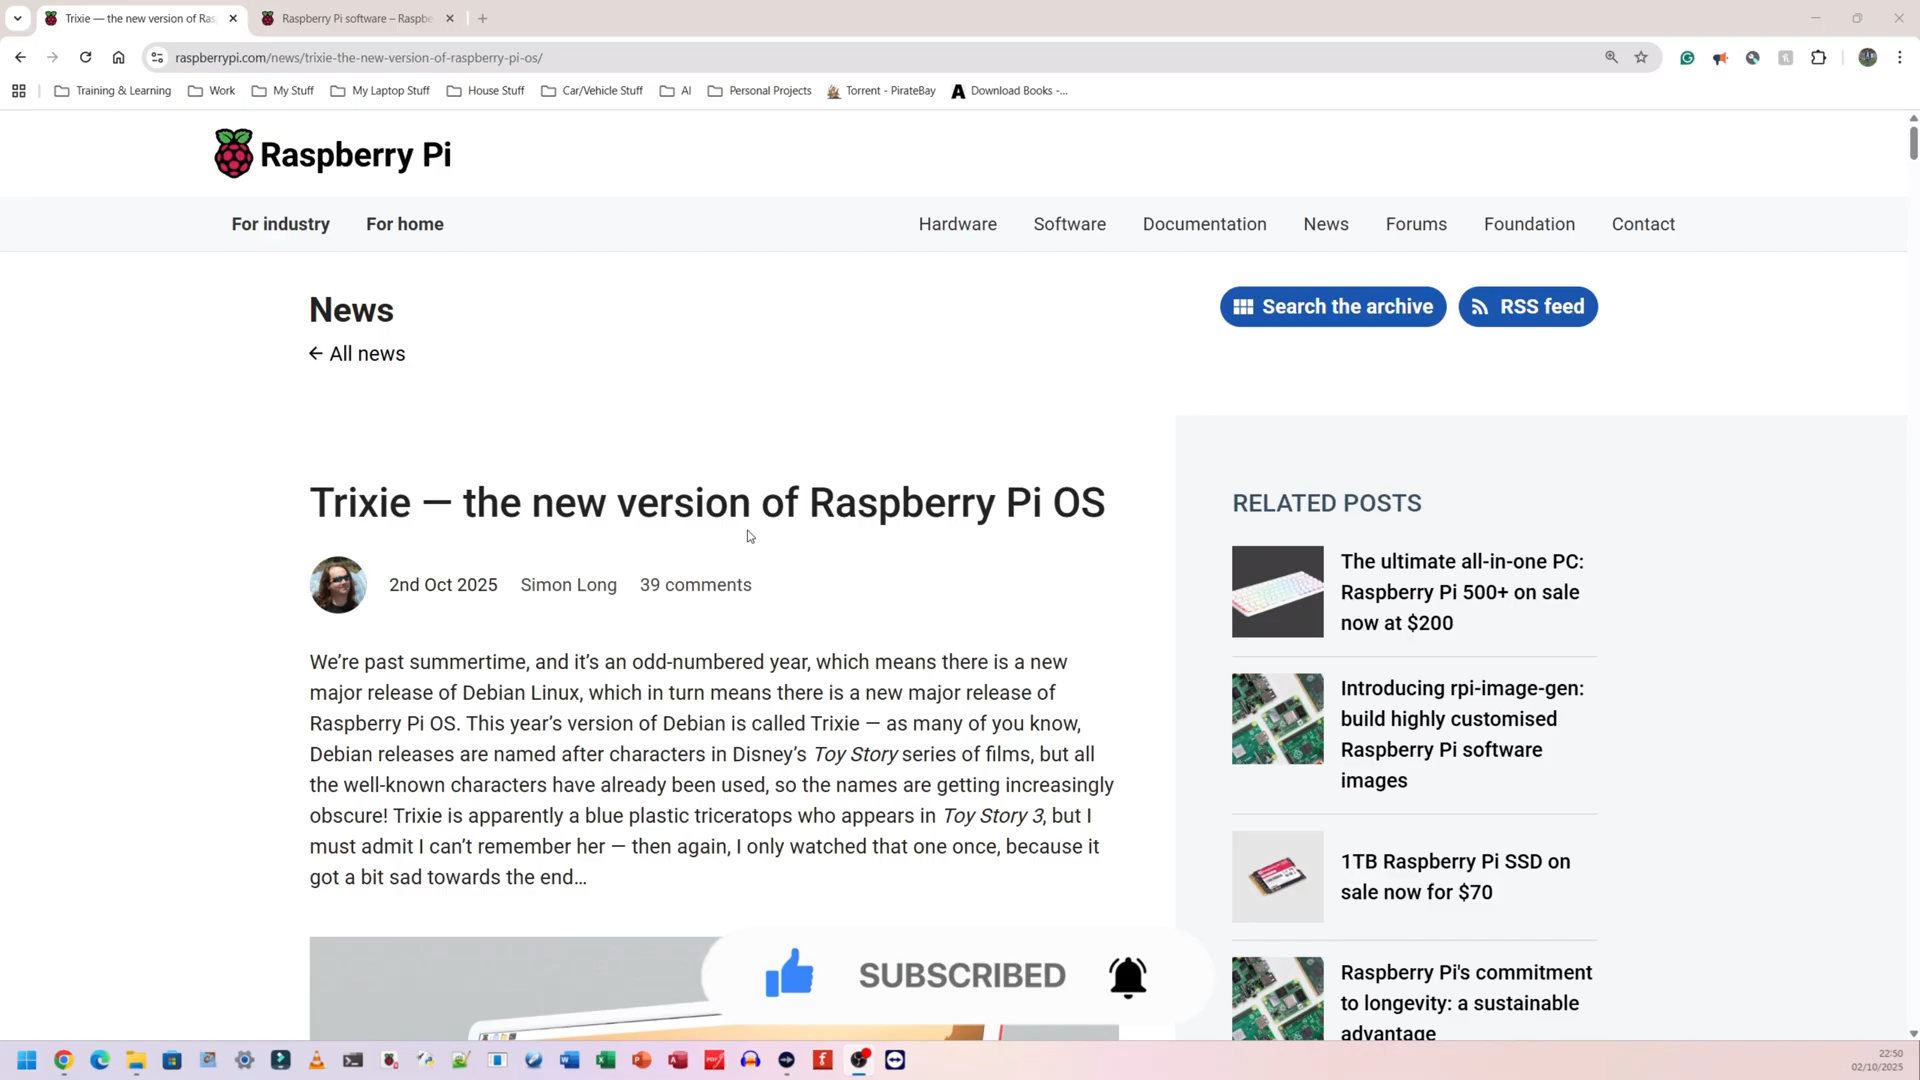 Trixie — the new version of Ras
Raspberry Pi software – Raspbe
raspberrypi.com/news/trixie-the-new-version-of-raspberry-pi-os/
Training & Learning
Work
My Stuff
My Laptop Stuff
House Stuff
Car/Vehicle Stuff
AI
Personal Projects
Torrent - PirateBay
Download Books -...
Raspberry Pi
For industry
For home
Hardware
Software
Documentation
News
Forums
Foundation
Contact
News
Search the archive
RSS feed
← All news
Trixie — the new version of Raspberry Pi OS
2nd Oct 2025 Simon Long 39 comments
We’re past summertime, and it’s an odd-numbered year, which means there is a new
major release of Debian Linux, which in turn means there is a new major release of
Raspberry Pi OS. This year’s version of Debian is called Trixie — as many of you know,
Debian releases are named after characters in Disney’s Toy Story series of films, but all
the well-known characters have already been used, so the names are getting increasingly
obscure! Trixie is apparently a blue plastic triceratops who appears in Toy Story 3, but I
must admit I can’t remember her — then again, I only watched that one once, because it
got a bit sad towards the end…
RELATED POSTS
The ultimate all-in-one PC:
Raspberry Pi 500+ on sale
now at $200
Introducing rpi-image-gen:
build highly customised
Raspberry Pi software
images
1TB Raspberry Pi SSD on
sale now for $70
Raspberry Pi's commitment
to longevity: a sustainable
advantage
SUBSCRIBED
22:50
02/10/2025